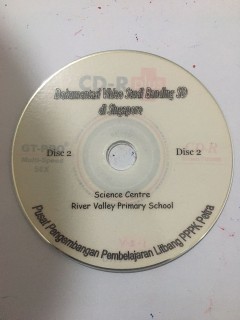 Dokumentasi Video Studi Banding SD
di Singapore
Disc 2
Disc 2
Science Centre
River Valley Primary School
Pusat Pengembangan Pembelajaran Litbang PPPK Petra
CD-R